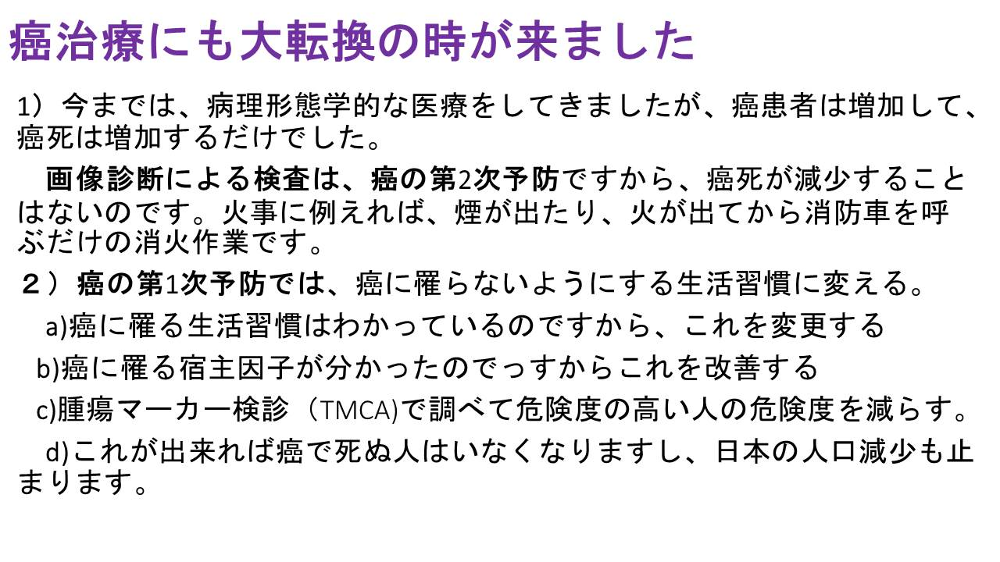 癌治療にも大転換の時が来ました
1）今までは、病理形態学的な医療をしてきましたが、癌患者は増加して、
癌死は増加するだけでした。
画像診断による検査は、癌の第2次予防ですから、癌死が減少すること
はないのです。火事に例えれば、煙が出たり、火が出てから消防車を呼
ぶだけの消火作業です。
２）癌の第1次予防では、癌に罹らないようにする生活習慣に変える。
a)癌に罹る生活習慣はわかっているのですから、これを変更する
b)癌に罹る宿主因子が分かったのでっすからこれを改善する
c)腫瘍マーカー検診（TMCA)で調べて危険度の高い人の危険度を減らす。
d)これが出来れば癌で死ぬ人はいなくなりますし、日本の人口減少も止
まります。